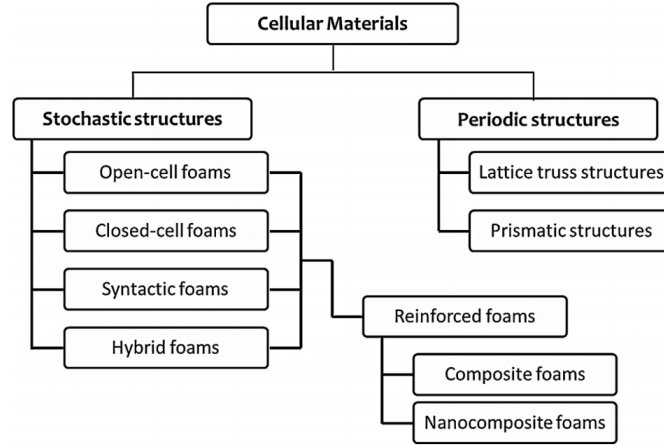 Cellular Materials
Stochastic structures
Open-cell foams
Closed-cell foams
Syntactic foams
Hybrid foams
Periodic structures
Lattice truss structures
Prismatic structures
Reinforced foams
Composite foams
Nanocomposite foams